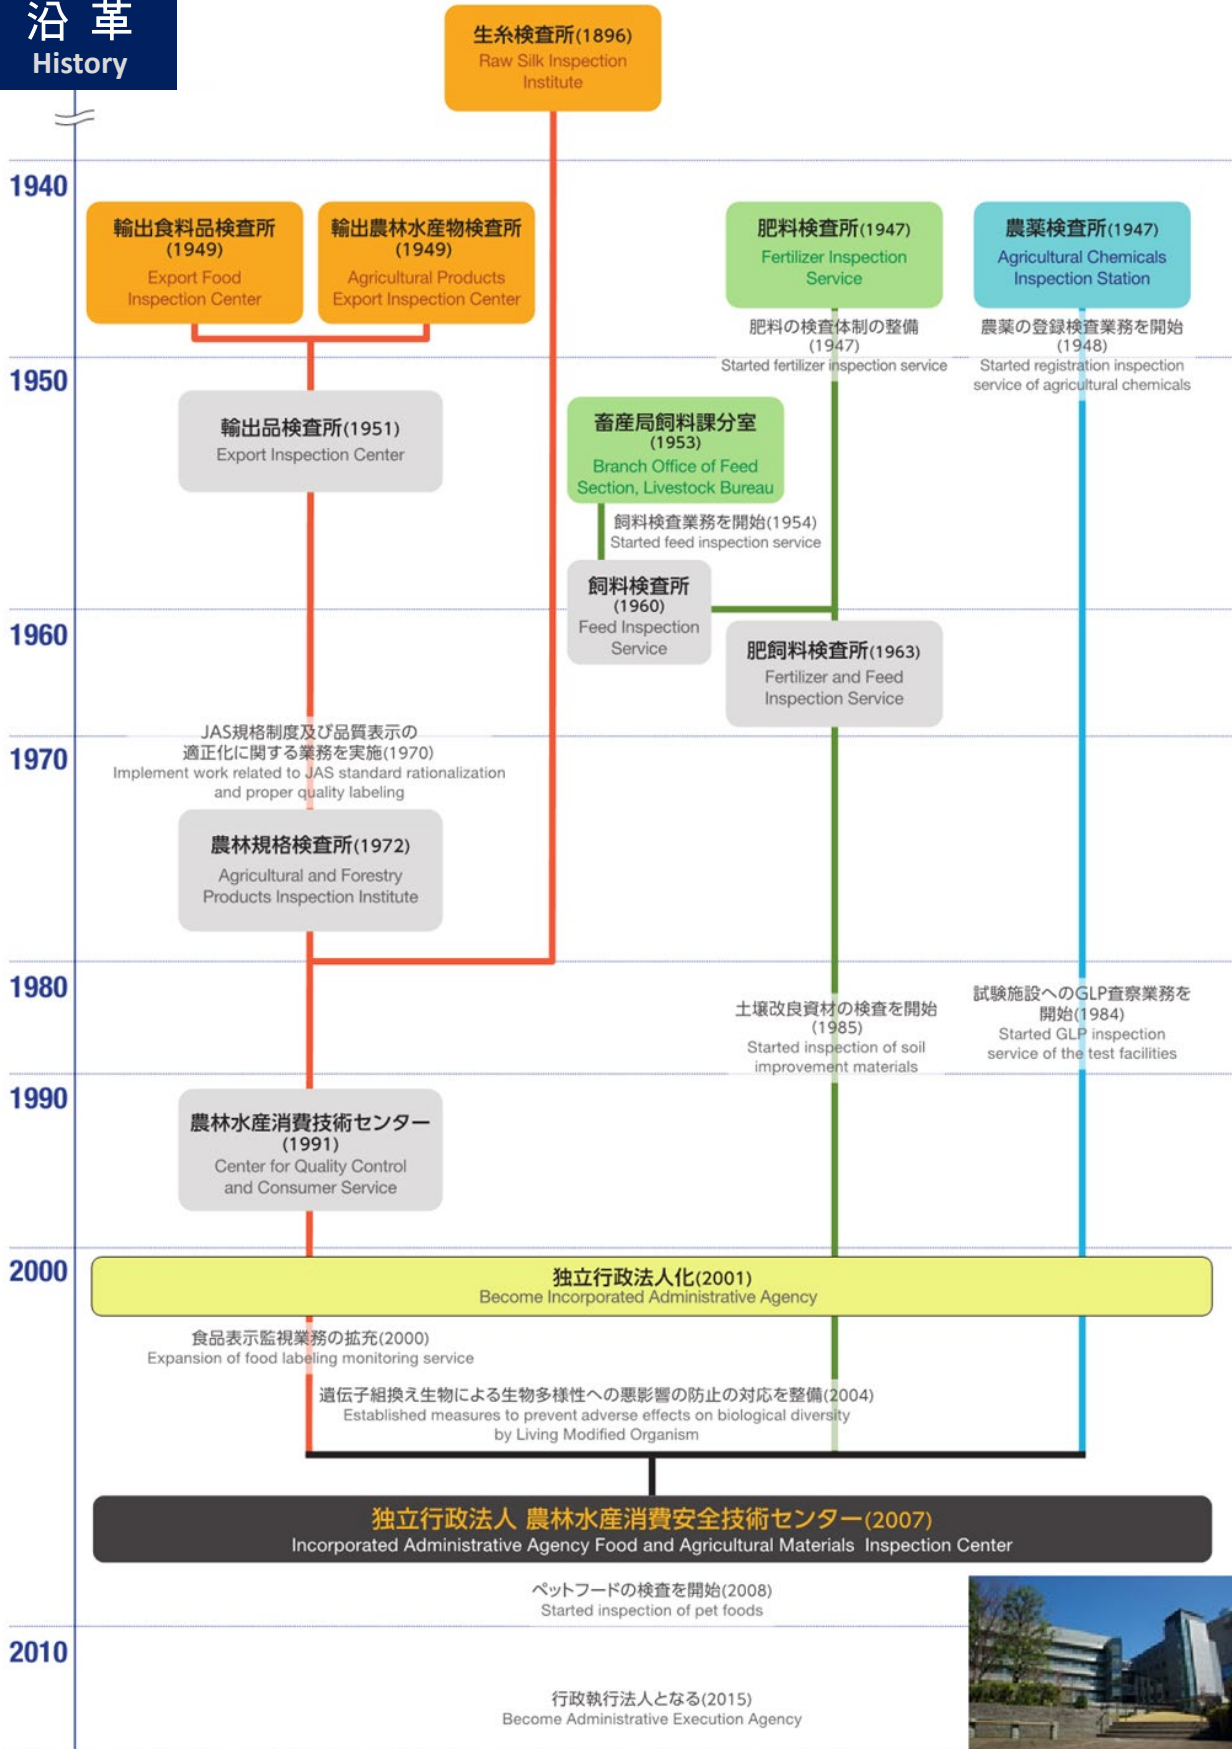 沿 革
History
生糸検査所(1896)
Raw Silk Inspection
Institute
1940
輸出食料品検査所
(1949)
Export Food
Inspection Center
輸出農林水産物検査所
(1949)
Agricultural Products
Export Inspection Center
肥料検査所(1947)
Fertilizer Inspection
Service
農薬検査所(1947)
Agricultural Chemicals
Inspection Station
肥料の検査体制の整備
(1947)
Started fertilizer inspection service
農薬の登録検査業務を開始
(1948)
Started registration inspection
service of agricultural chemicals
1950
輸出品検査所(1951)
Export Inspection Center
畜産局飼料課分室
(1953)
Branch Office of Feed
Section, Livestock Bureau
飼料検査業務を開始(1954)
Started feed inspection service
飼料検査所
(1960)
Feed Inspection
Service
1960
肥飼料検査所(1963)
Fertilizer and Feed
Inspection Service
JAS規格制度及び品質表示の
適正化に関する業務を実施(1970)
Implement work related to JAS standard rationalization
and proper quality labeling
1970
農林規格検査所(1972)
Agricultural and Forestry
Products Inspection Institute
1980
土壌改良資材の検査を開始
(1985)
Started inspection of soil
improvement materials
試験施設へのGLP査察業務を
開始(1984)
Started GLP inspection
service of the test facilities
1990
農林水産消費技術センター
(1991)
Center for Quality Control
and Consumer Service
2000
独立行政法人化(2001)
Become Incorporated Administrative Agency
食品表示監視業務の拡充(2000)
Expansion of food labeling monitoring service
遺伝子組換え生物による生物多様性への悪影響の防止の対応を整備(2004)
Established measures to prevent adverse effects on biological diversity
by Living Modified Organism
独立行政法人 農林水産消費安全技術センター(2007)
Incorporated Administrative Agency Food and Agricultural Materials Inspection Center
ペットフードの検査を開始(2008)
Started inspection of pet foods
2010
行政執行法人となる(2015)
Become Administrative Execution Agency